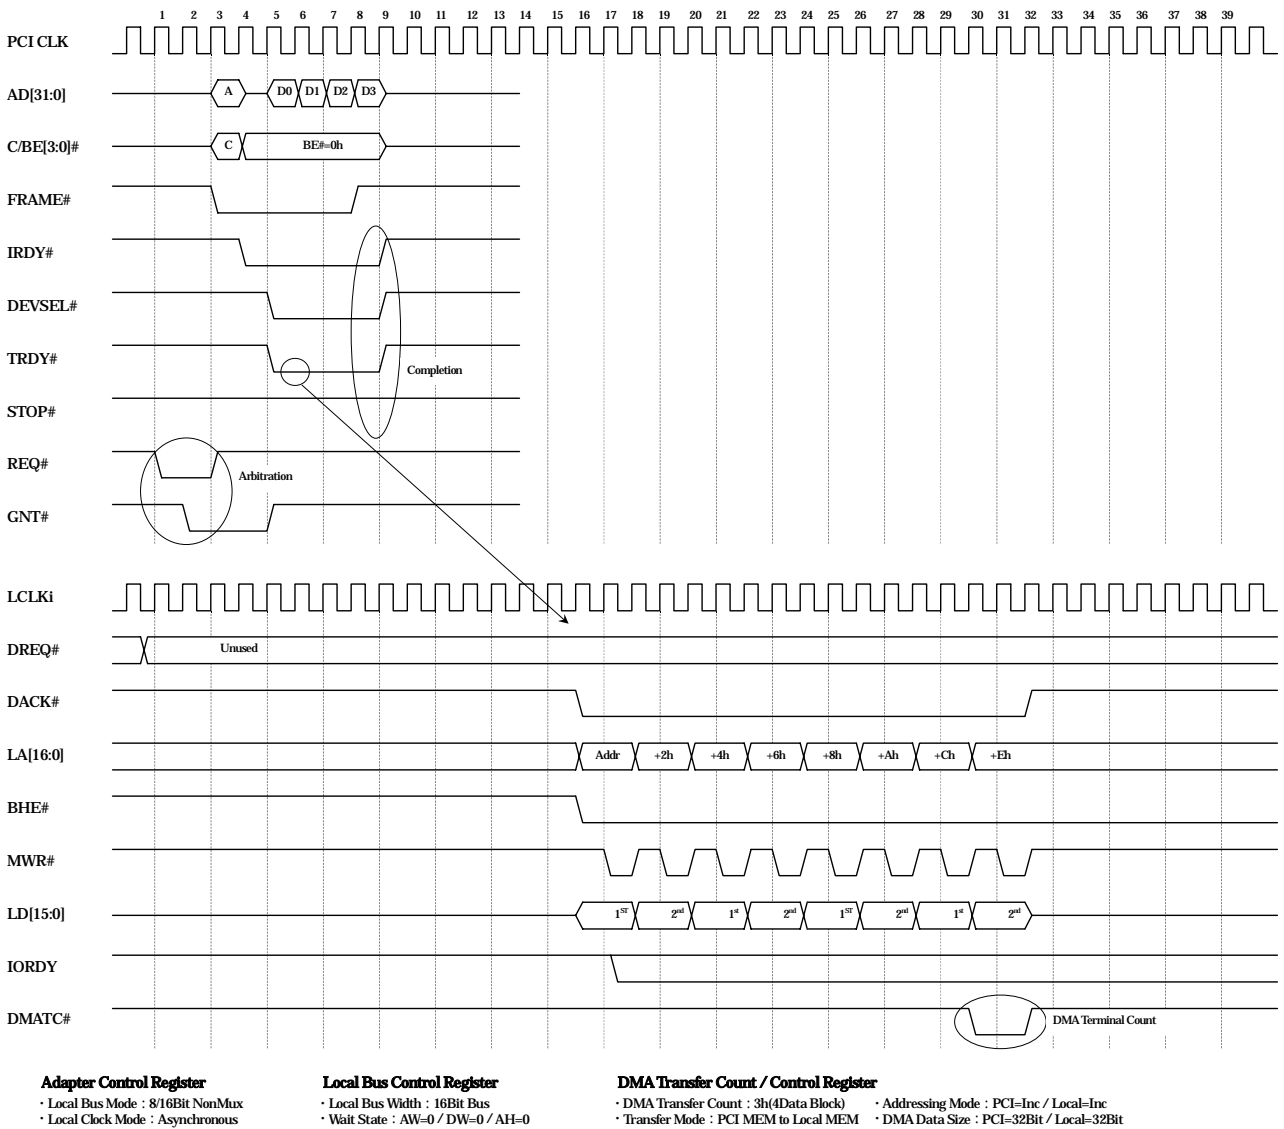 1 2 3 4 5 6 7 8 9 10 11 12 13 14 15 16 17 18 19 20 21 22 23 24 25 26 27 28 29 30 31 32 33 34 35 36 37 38 39
PCI CLK
AD[31:0] A D0 D1 D2 D3
C/BE[3:0]# C BE#=0h
FRAME#
IRDY#
DEVSEL#
TRDY# Completion
STOP#
REQ# Arbitration
GNT#
LCLKi
DREQ# Unused
DACK#
LA[16:0] Addr +2h +4h +6h +8h +Ah +Ch +Eh
BHE#
MWR#
LD[15:0] 1ST 2nd 1st 2nd 1ST 2nd 1st 2nd
IORDY
DMATC# DMA Terminal Count
Adapter Control Register Local Bus Control Register DMA Transfer Count / Control Register
・Local Bus Mode : 8/16Bit NonMux ・Local Bus Width : 16Bit Bus ・DMA Transfer Count : 3h(4Data Block) ・Addressing Mode : PCI=Inc / Local=Inc
・Local Clock Mode : Asynchronous ・Wait State : AW=0 / DW=0 / AH=0 ・Transfer Mode : PCI MEM to Local MEM ・DMA Data Size : PCI=32Bit / Local=32Bit